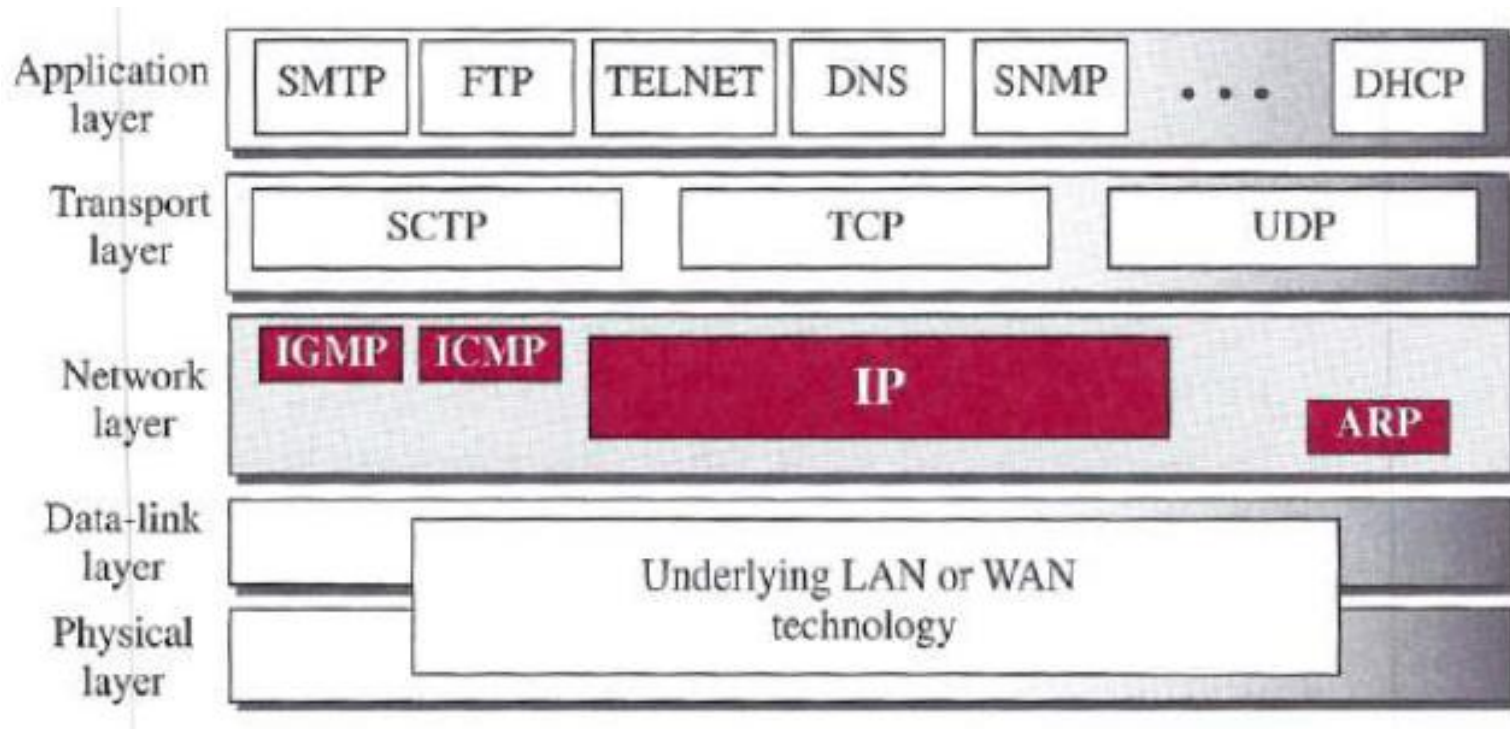 Application
layer
SMTP
FTP
TELNET
DNS
SNMP
• • •
DHCP
Transport
layer
SCTP
TCP
UDP
Network
layer
IGMP
ICMP
IP
ARP
Data-link
layer
Physical
layer
Underlying LAN or WAN
technology